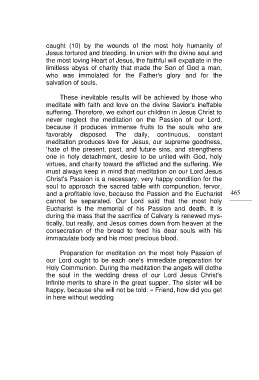 caught (10) by the wounds of the most holy humanity of
Jesus tortured and bleeding. In union with the divine soul and
the most loving Heart of Jesus, the faithful will expatiate in the
limitless abyss of charity that made the Son of God a man,
who was immolated for the Father's glory and for the
salvation of souls.
These inevitable results will be achieved by those who
meditate with faith and love on the divine Savior's ineffable
suffering. Therefore, we exhort our children in Jesus Christ to
never neglect the meditation on the Passion of our Lord,
because it produces immense fruits to the souls who are
favorably disposed. The daily, continuous, constant
meditation produces love for Jesus, our supreme goodness,
'hate of the present, past, and future sins, and strengthens
one in holy detachment, desire to be united with God, holy
virtues, and charity toward the afflicted and the suffering. We
must always keep in mind that meditation on our Lord Jesus
Christ's Passion is a necessary, very happy condition for the
soul to approach the sacred table with compunction, fervor,
and a profitable love, because the Passion and the Eucharist
cannot be separated. Our Lord said that the most holy
Eucharist is the memorial of his Passion and death. It is
during the mass that the sacrifice of Calvary is renewed mys-
tically, but really, and Jesus comes down from heaven at the
consecration of the bread to feed his dear souls with his
immaculate body and his most precious blood.
Preparation for meditation on the most holy Passion of
our Lord ought to be each one's immediate preparation for
Holy Communion. During the meditation the angels will clothe
the soul in the wedding dress of our Lord Jesus Christ's
infinite merits to share in the great supper. The sister will be
happy, because she will not be told: « Friend, how did you get
in here without wedding
465